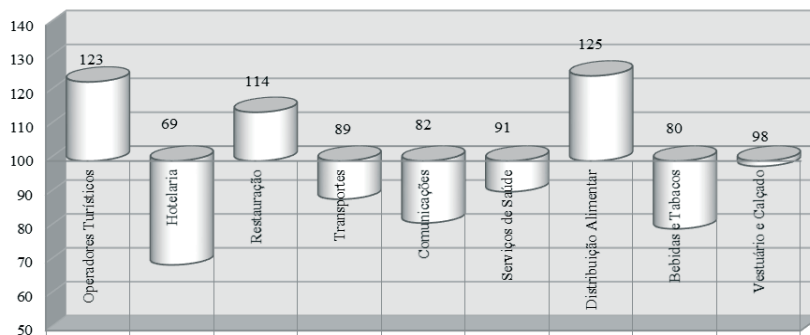 140
130
120
110
100
90
80
70
60
50
123
69
114
89
82
91
125
80
98
Operadores Turísticos
Hotelaria
Restauração
Transportes
Comunicações
Serviços de Saúde
Distribuição Alimentar
Bebidas e Tabacos
Vestuário e Calçado